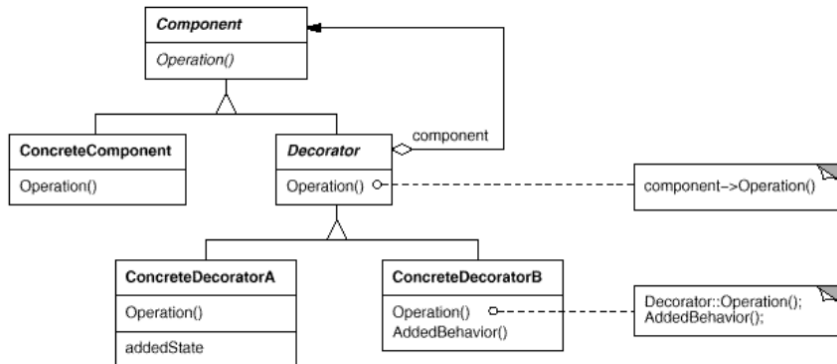 Component
Operation()
component
ConcreteComponent
Operation()
Decorator
Operation()
component->Operation()
ConcreteDecoratorA
Operation()
addedState
ConcreteDecoratorB
Operation()
AddedBehavior()
Decorator::Operation();
AddedBehavior();